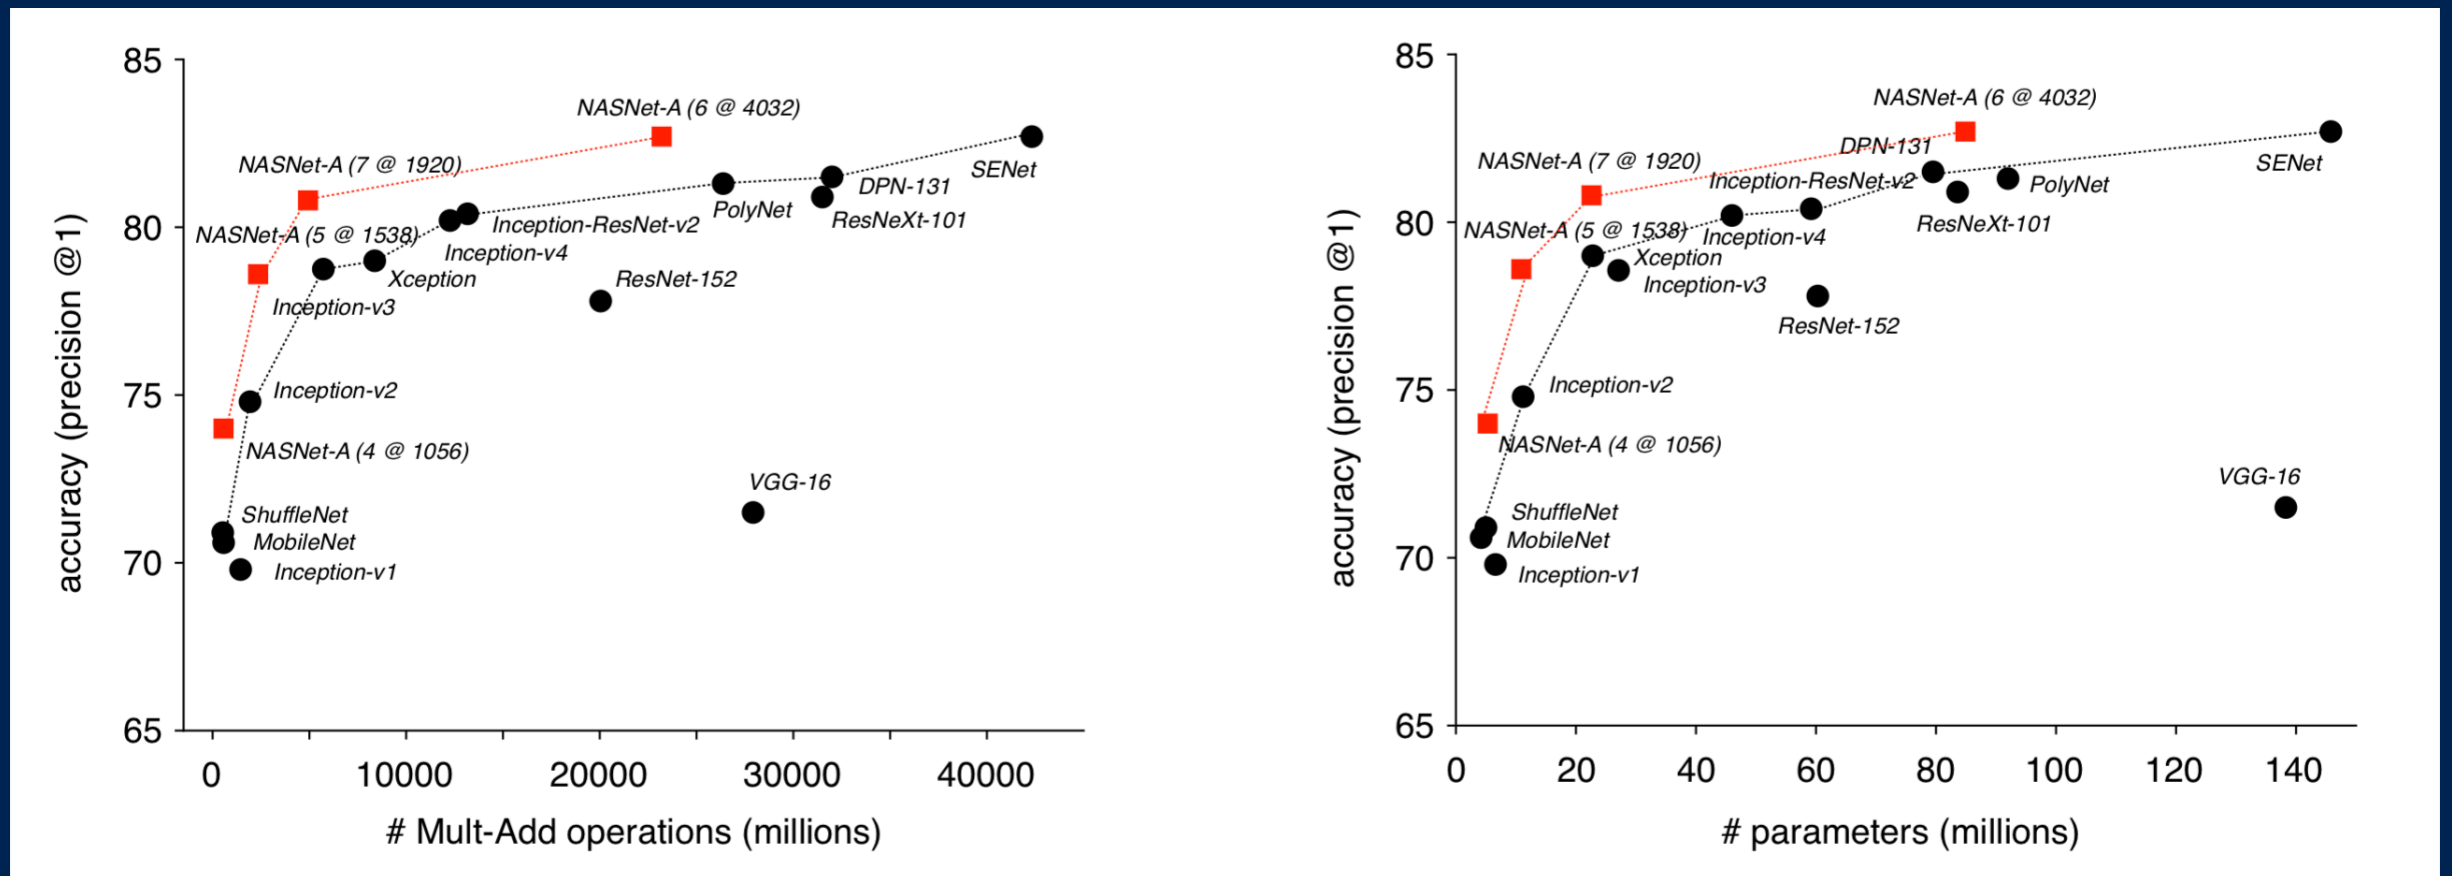 85
NASNet-A (6 @ 4032)
NASNet-A (7 @ 1920)
SENet
DPN-131
PolyNet
ResNeXt-101
80
NASNet-A (5 @ 1538)
Inception-ResNet-v2
Inception-v4
Xception
ResNet-152
Inception-v3
75
Inception-v2
NASNet-A (4 @ 1056)
VGG-16
ShuffleNet
MobileNet
70
Inception-v1
65
accuracy (precision @1)
0 10000 20000 30000 40000
# Mult-Add operations (millions)
85
NASNet-A (6 @ 4032)
DPN-131
NASNet-A (7 @ 1920)
SENet
Inception-ResNet-v2
PolyNet
80
ResNeXt-101
NASNet-A (5 @ 1538)
Inception-v4
Xception
Inception-v3
ResNet-152
75
Inception-v2
NASNet-A (4 @ 1056)
VGG-16
ShuffleNet
MobileNet
70
Inception-v1
65
accuracy (precision @1)
0 20 40 60 80 100 120 140
# parameters (millions)